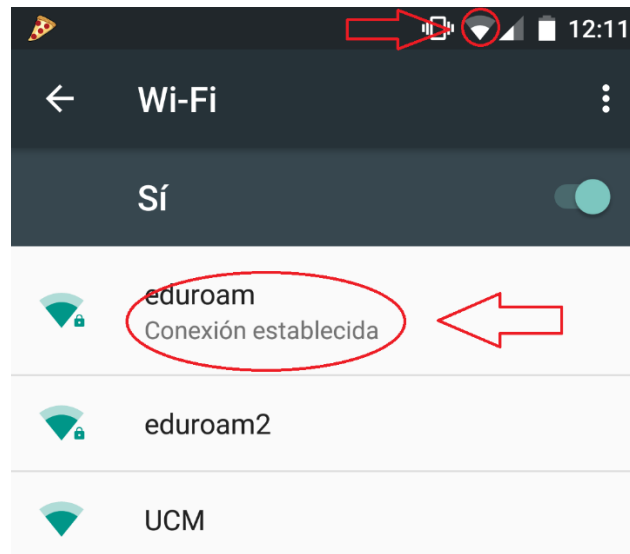 12:11
Wi-Fi
Sí
eduroam
Conexión establecida
eduroam2
UCM